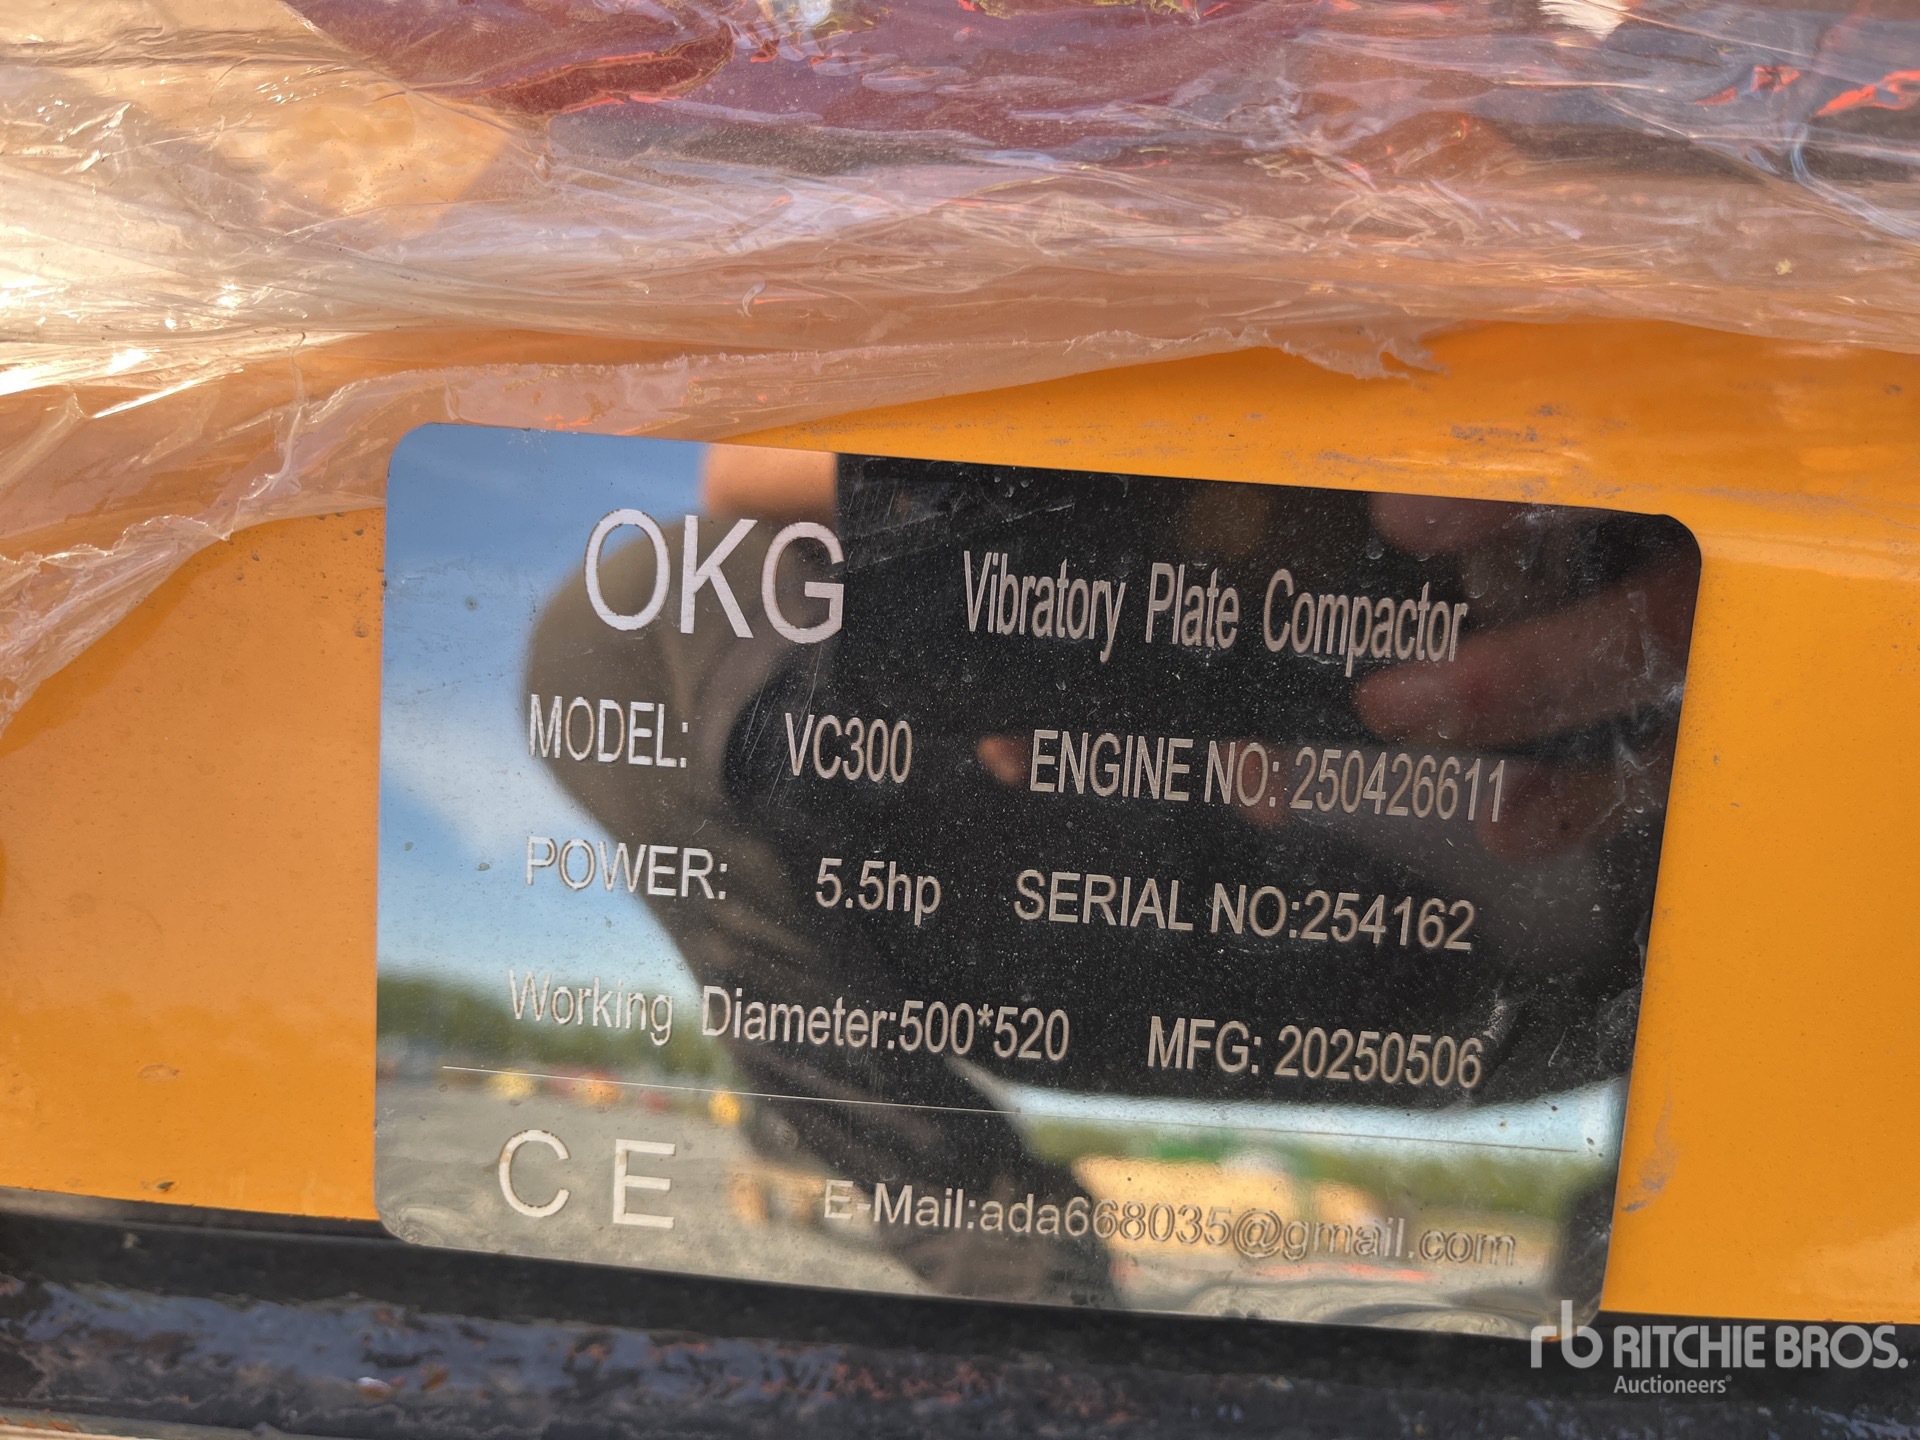 OKG Vibratory Plate Compactor
MODEL: VC300 ENGINE NO: 250426611
POWER: 5.5hp SERIAL NO:254162
Working Diameter:500*520 MFG: 20250506
C E E-Mail:ada668035@gmail.com
rb RITCHIE BROS.
Auctioneers